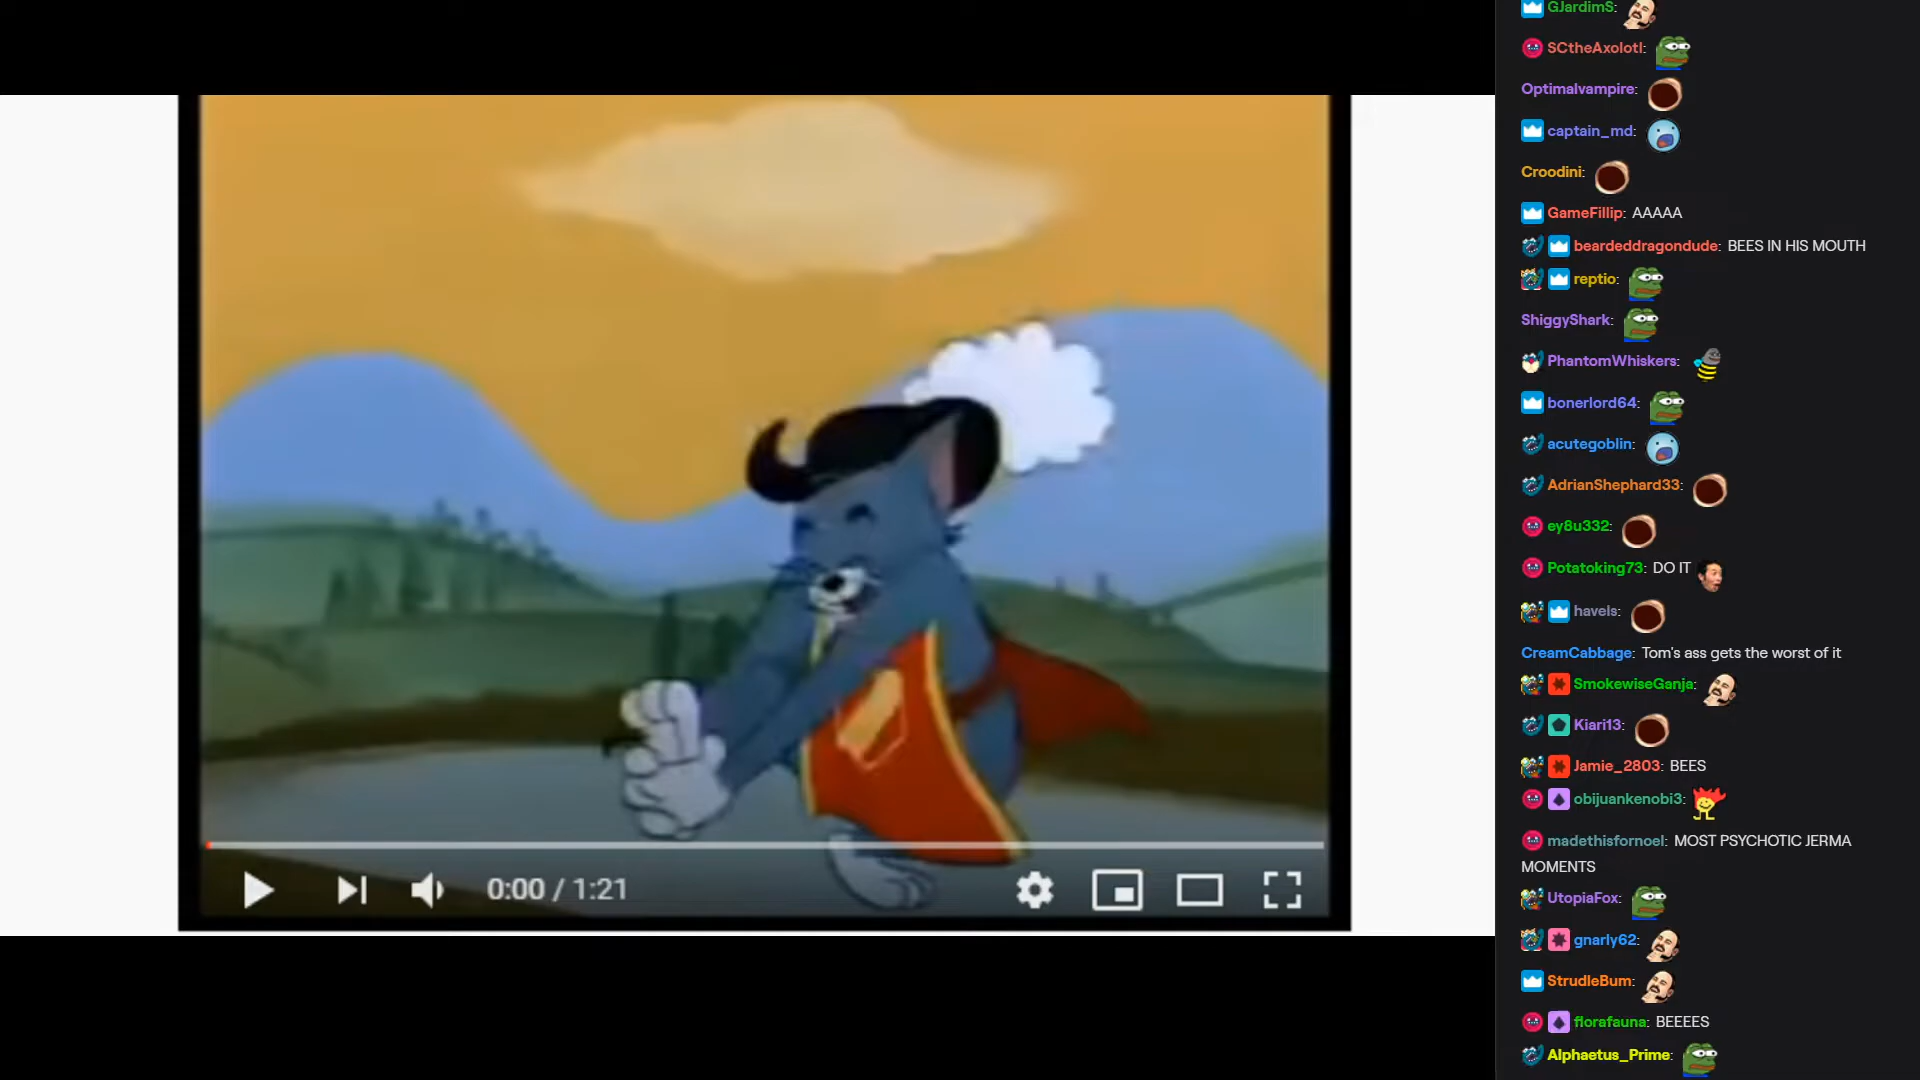 GJardimS:
SCtheAxolotl:
Optimalvampire:
captain_md:
Croodini:
GameFillip: AAAAA
beardeddragondude: BEES IN HIS MOUTH
reptio:
ShiggyShark:
PhantomWhiskers:
bonerlord64:
acutegoblin:
AdrianShephard33:
ey8u332:
Potatoking73: DO IT
havels:
CreamCabbage: Tom's ass gets the worst of it
SmokewiseGanja:
Kiari13:
Jamie_2803: BEES
obijuankenobi3:
madethisfornoel: MOST PSYCHOTIC JERMA
MOMENTS
UtopiaFox:
gnarly62:
StrudleBum:
florafauna: BEEEES
Alphaetus_Prime:
0:00 / 1:21